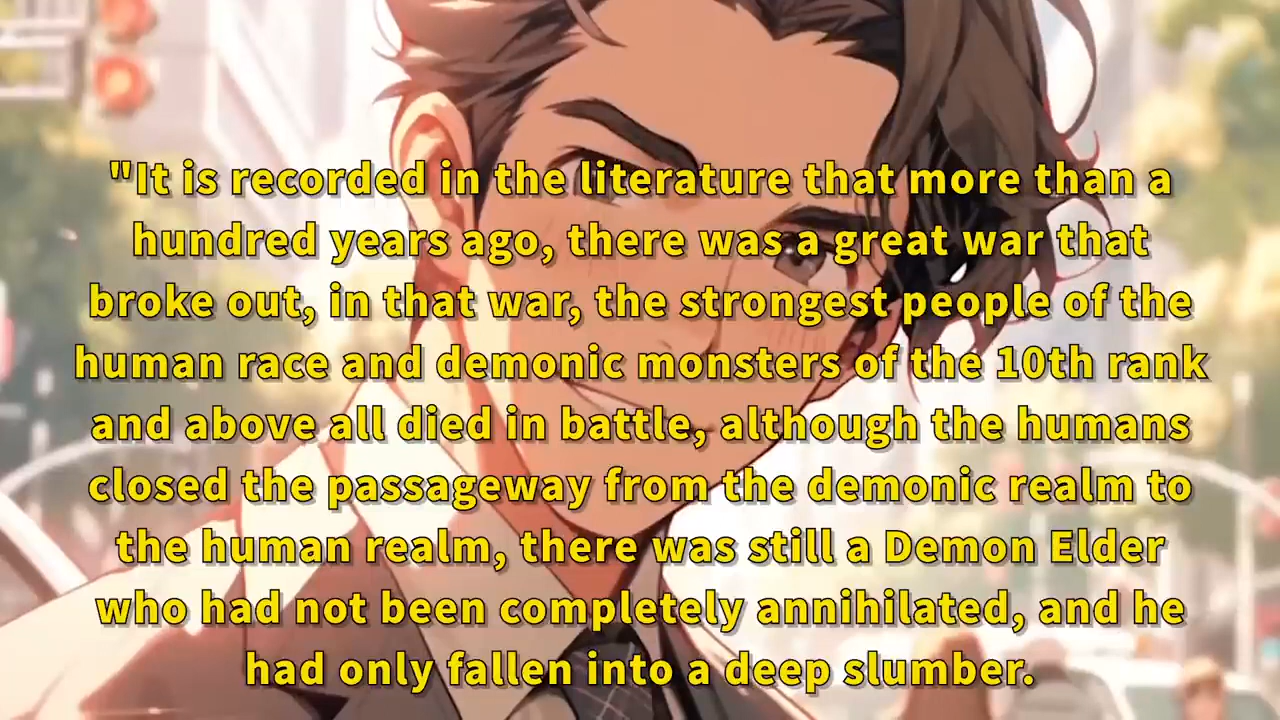 "It is recorded in the literature that more than a
hundred years ago, there was a great war that
broke out, in that war, the strongest people of the
human race and demonic monsters of the 10th rank
and above all died in battle, although the humans
closed the passageway from the demonic realm to
the human realm, there was still a Demon Elder
who had not been completely annihilated, and he
had only fallen into a deep slumber.